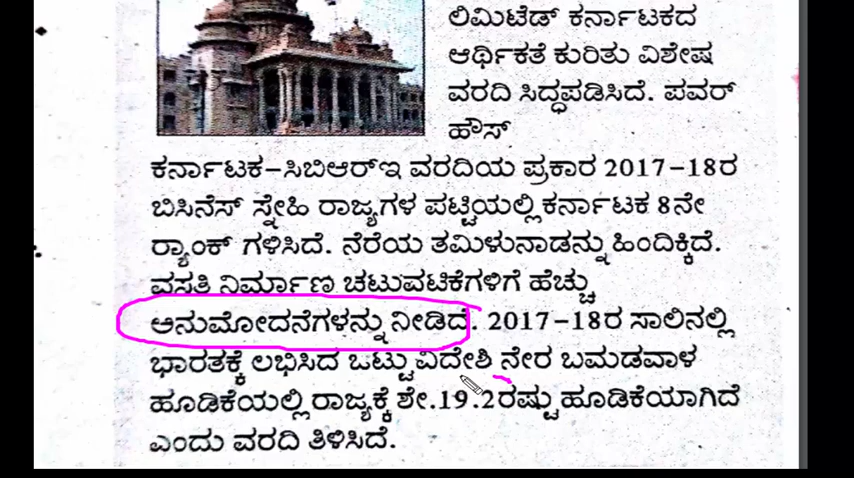 ಲಿಮಿಟೆಡ್ ಕರ್ನಾಟಕದ
ಆರ್ಥಿಕತೆ ಕುರಿತು ವಿಶೇಷ
ವರದಿ ಸಿದ್ಧಪಡಿಸಿದೆ. ಪವರ್
ಹೌಸ್
ಕರ್ನಾಟಕ-ಸಿಬಿಆರ್‌ಇ ವರದಿಯ ಪ್ರಕಾರ 2017-18ರ
ಬಿಸಿನೆಸ್ ಸ್ನೇಹಿ ರಾಜ್ಯಗಳ ಪಟ್ಟಿಯಲ್ಲಿ ಕರ್ನಾಟಕ 8ನೇ
ರ‍್ಯಾಂಕ್ ಗಳಿಸಿದೆ. ನೆರೆಯ ತಮಿಳುನಾಡನ್ನು ಹಿಂದಿಕ್ಕಿದೆ.
ವಸತಿ ನಿರ್ಮಾಣ ಚಟುವಟಿಕೆಗಳಿಗೆ ಹೆಚ್ಚು
ಅನುಮೋದನೆಗಳನ್ನು ನೀಡಿದೆ. 2017-18ರ ಸಾಲಿನಲ್ಲಿ
ಭಾರತಕ್ಕೆ ಲಭಿಸಿದ ಒಟ್ಟು ವಿದೇಶಿ ನೇರ ಬಮಡವಾಳ
ಹೂಡಿಕೆಯಲ್ಲಿ ರಾಜ್ಯಕ್ಕೆ ಶೇ.19.2ರಷ್ಟು ಹೂಡಿಕೆಯಾಗಿದೆ
ಎಂದು ವರದಿ ತಿಳಿಸಿದೆ.